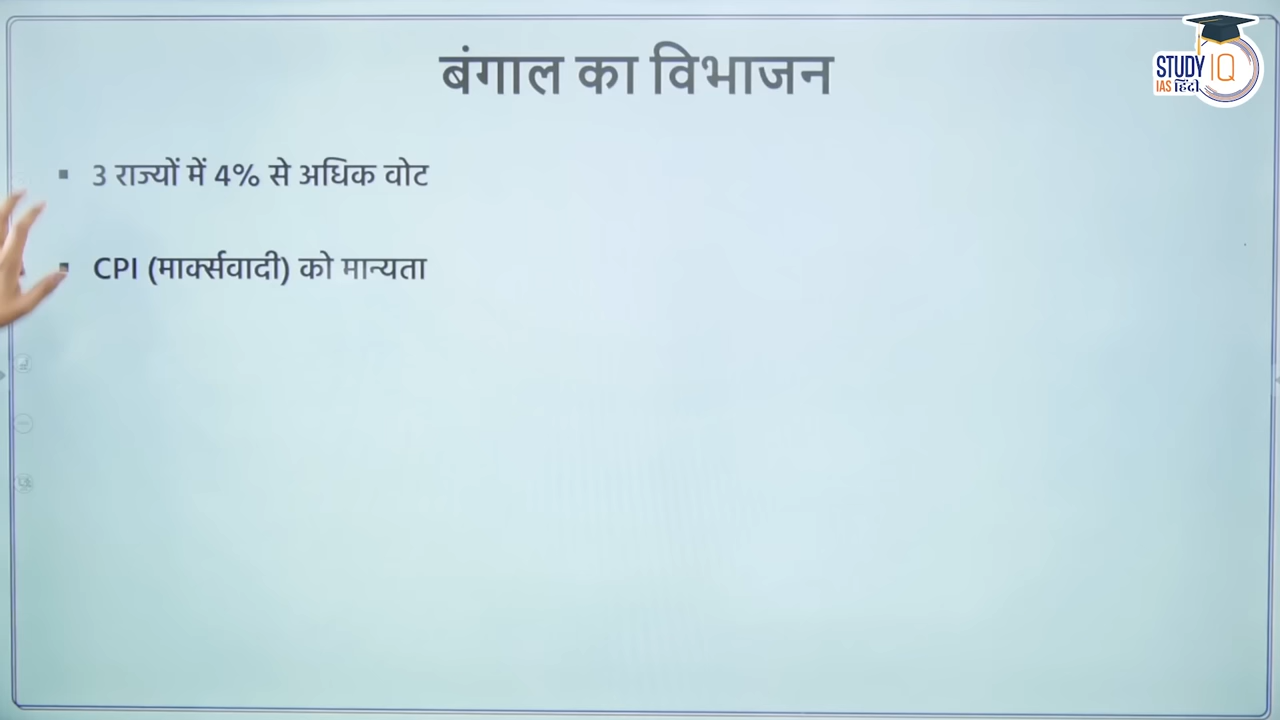 STUDY IQ
IAS हिंदी
बंगाल का विभाजन
▪ 3 राज्यों में 4% से अधिक वोट
▪ CPI (मार्क्सवादी) को मान्यता